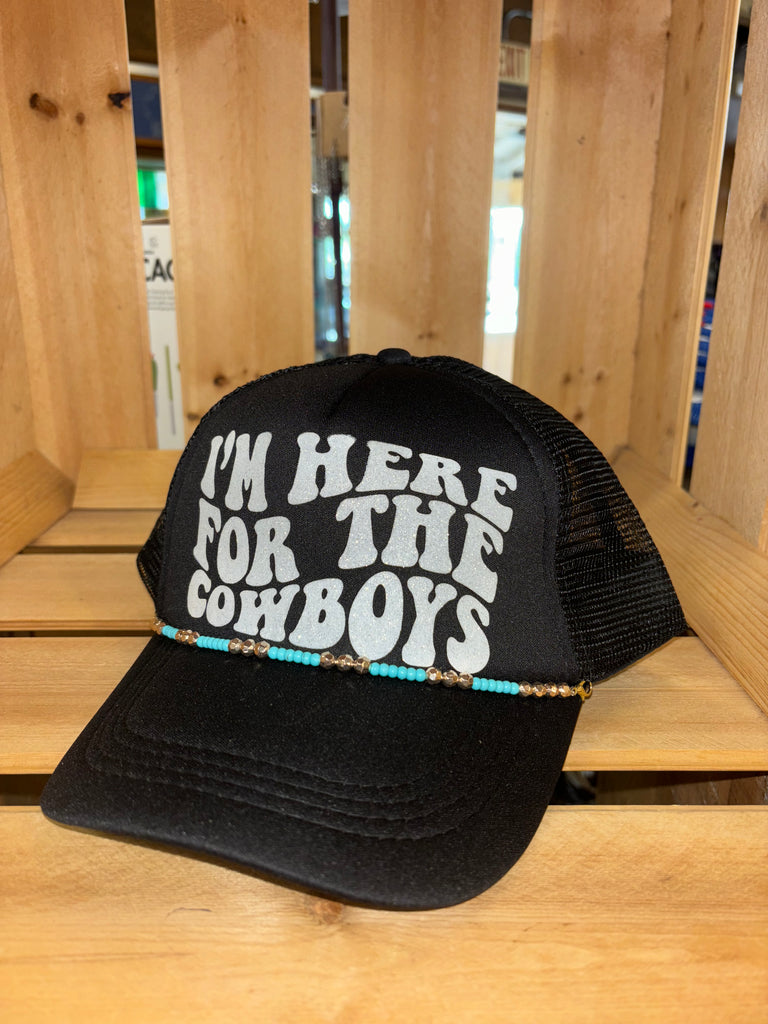 I'M HERE
FOR THE
COWBOYS